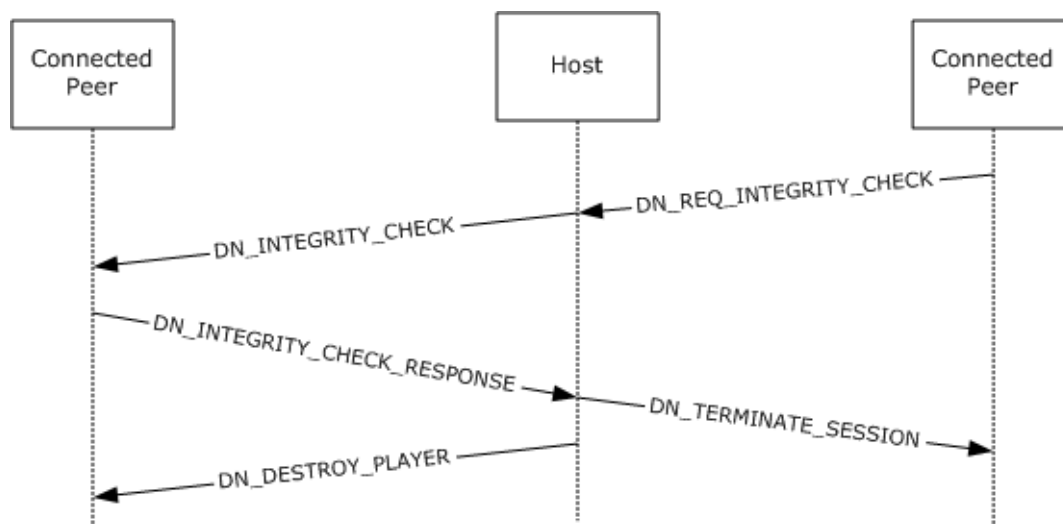 Connected
Peer
Host
Connected
Peer
DN_REQ_INTEGRITY_CHECK
DN_INTEGRITY_CHECK
DN_INTEGRITY_CHECK_RESPONSE
DN_TERMINATE_SESSION
DN_DESTROY_PLAYER